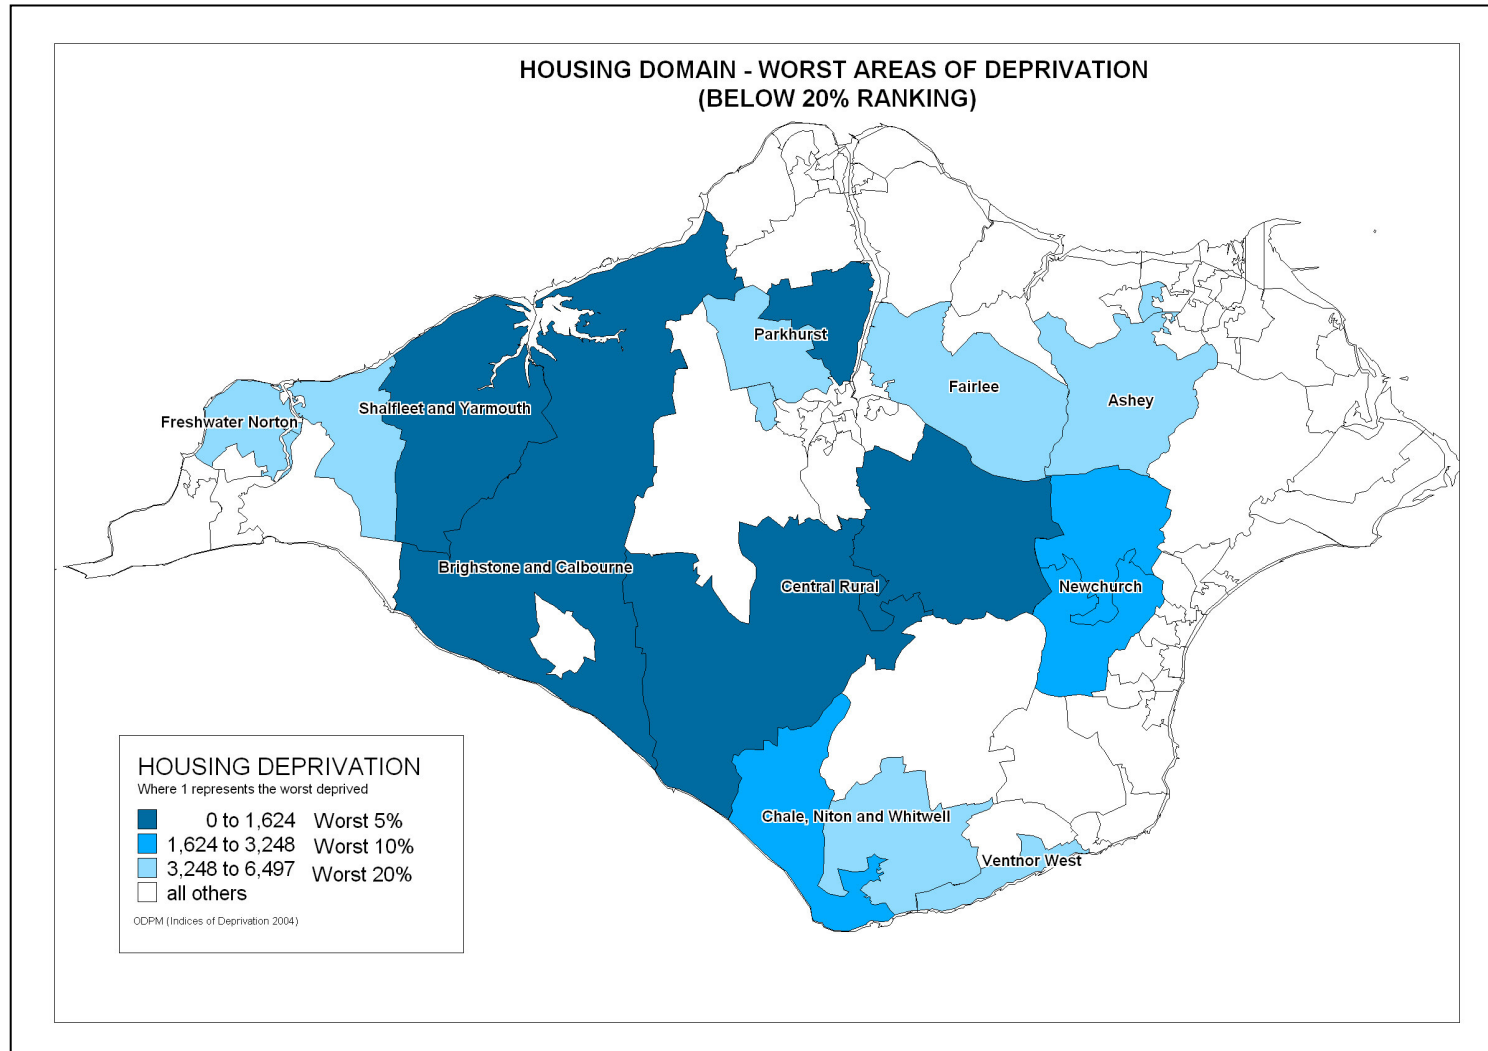 HOUSING DOMAIN - WORST AREAS OF DEPRIVATION
(BELOW 20% RANKING)
Parkhurst
Fairlee
Ashey
Shalfleet and Yarmouth
Freshwater Norton
Brighstone and Calbourne
Central Rural
Newchurch
Chale, Niton and Whitwell
Ventnor West
HOUSING DEPRIVATION
Where 1 represents the worst deprived
0 to 1,624 Worst 5%
1,624 to 3,248 Worst 10%
3,248 to 6,497 Worst 20%
all others
ODPM (Indices of Deprivation 2004)